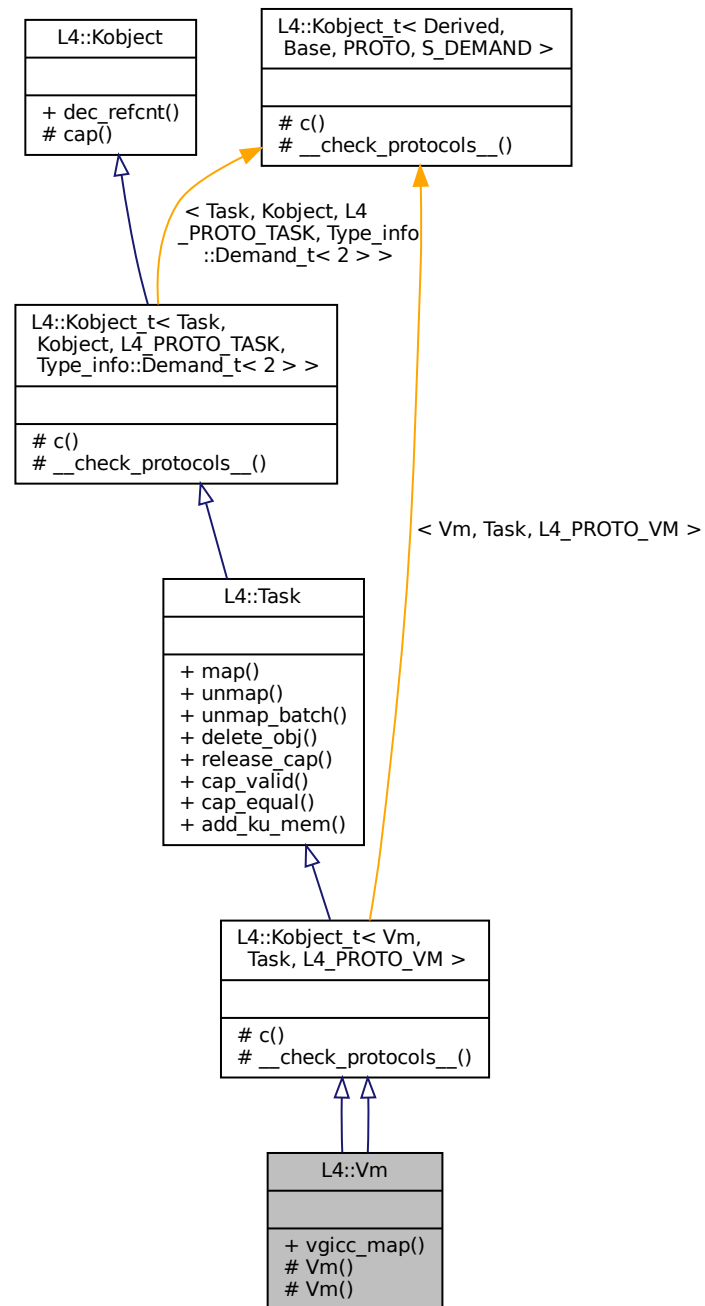 L4::Kobject
+ dec_refcnt()
# cap()
L4::Kobject_t< Derived,
Base, PROTO, S_DEMAND >
# c()
# __check_protocols__()
< Task, Kobject, L4
_PROTO_TASK, Type_info
::Demand_t< 2 > >
L4::Kobject_t< Task,
Kobject, L4_PROTO_TASK,
Type_info::Demand_t< 2 > >
# c()
# __check_protocols__()
< Vm, Task, L4_PROTO_VM >
L4::Task
+ map()
+ unmap()
+ unmap_batch()
+ delete_obj()
+ release_cap()
+ cap_valid()
+ cap_equal()
+ add_ku_mem()
L4::Kobject_t< Vm,
Task, L4_PROTO_VM >
# c()
# __check_protocols__()
L4::Vm
+ vgicc_map()
# Vm()
# Vm()